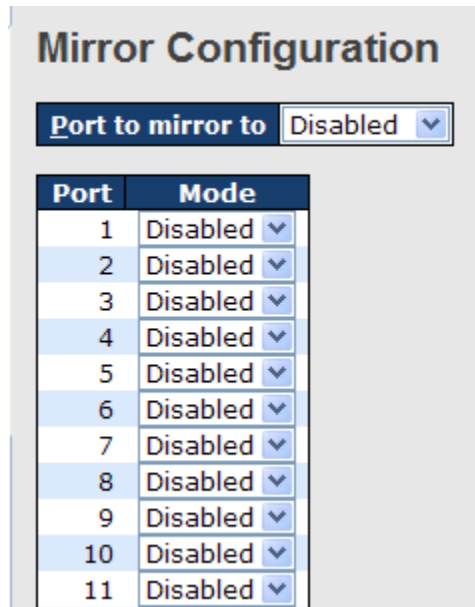 Mirror Configuration
Port to mirror to Disabled
Port Mode
1 Disabled
2 Disabled
3 Disabled
4 Disabled
5 Disabled
6 Disabled
7 Disabled
8 Disabled
9 Disabled
10 Disabled
11 Disabled